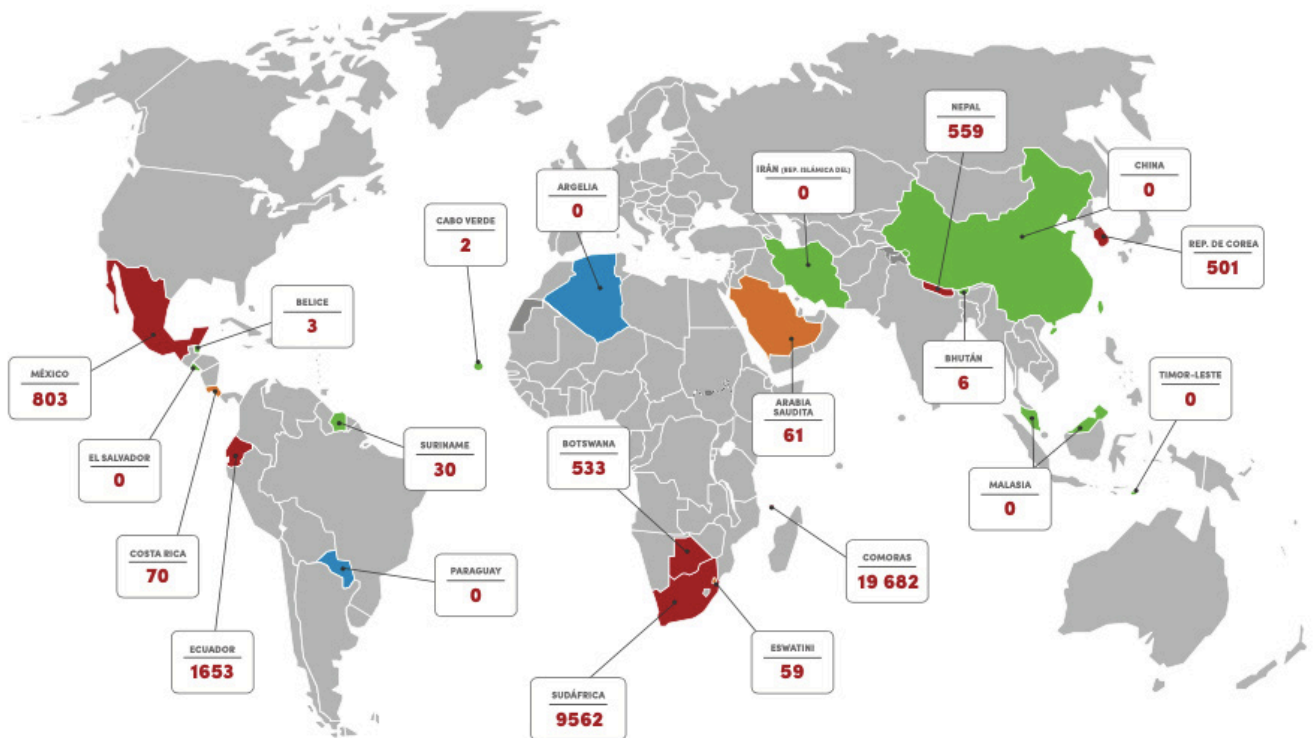 NEPAL
559
CHINA
0
IRÁN (REP. ISLÁMICA DEL)
0
ARGELIA
0
CABO VERDE
2
REP. DE COREA
501
BELICE
3
MÉXICO
803
BHUTÁN
6
TIMOR-LESTE
0
ARABIA
SAUDITA
61
EL SALVADOR
0
SURINAME
30
BOTSWANA
533
MALASIA
0
COSTA RICA
70
PARAGUAY
0
COMORAS
19 682
ECUADOR
1653
ESWATINI
59
SUDÁFRICA
9562